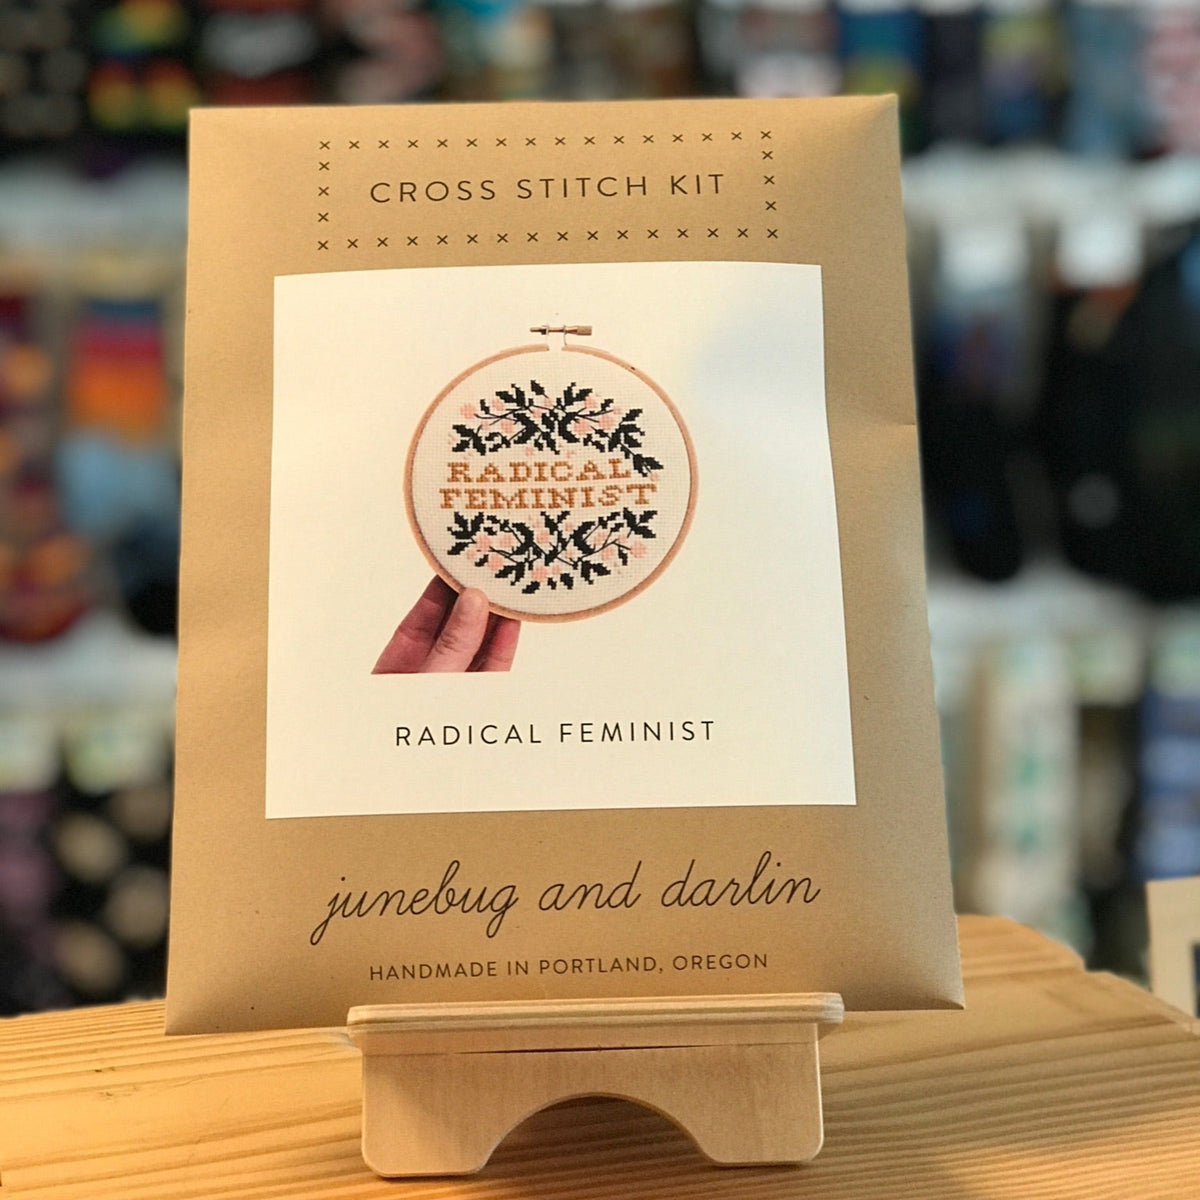 CROSS STITCH KIT
RADICAL
FEMINIST
RADICAL FEMINIST
junebug and darlin
HANDMADE IN PORTLAND, OREGON